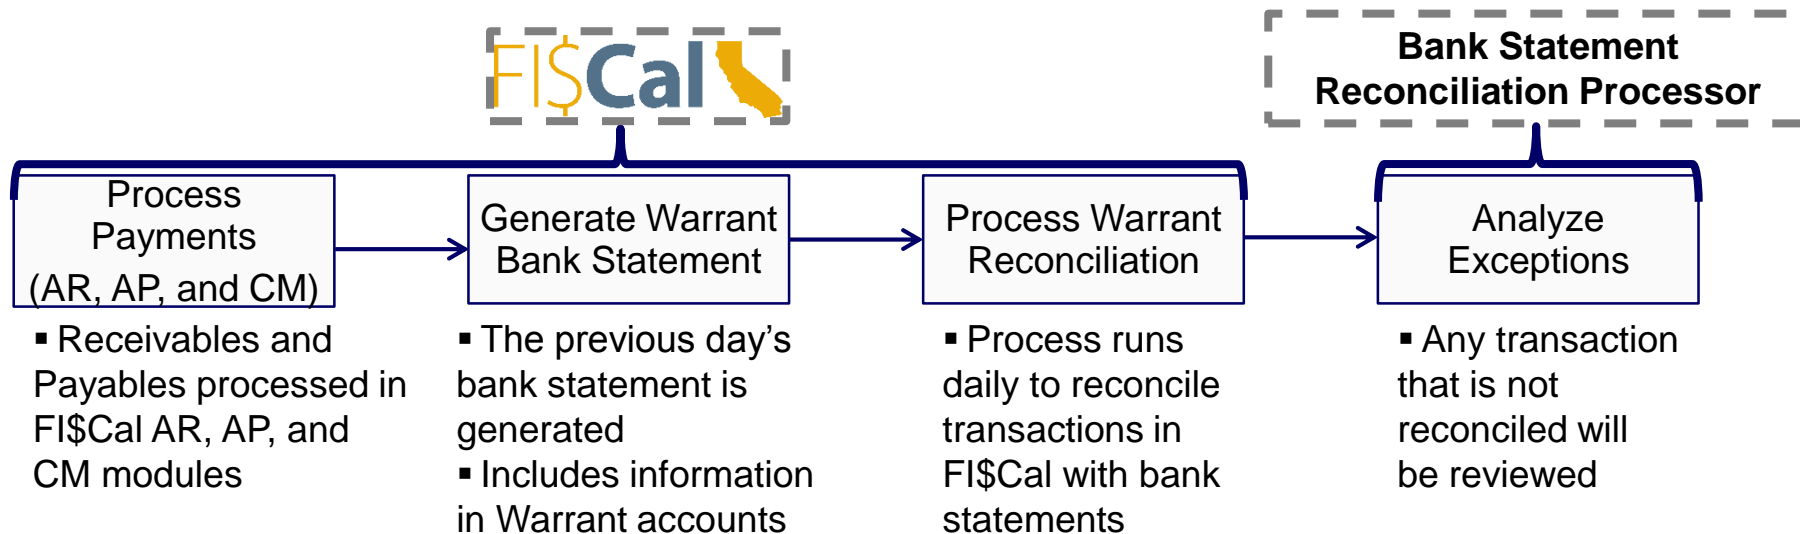 FI$Cal
Bank Statement
Reconciliation Processor
Process
Payments
(AR, AP, and CM)
Generate Warrant
Bank Statement
Process Warrant
Reconciliation
Analyze
Exceptions
▪ Receivables and
Payables processed in
FI$Cal AR, AP, and
CM modules
▪ The previous day’s
bank statement is
generated
▪ Includes information
in Warrant accounts
▪ Process runs
daily to reconcile
transactions in
FI$Cal with bank
statements
▪ Any transaction
that is not
reconciled will
be reviewed